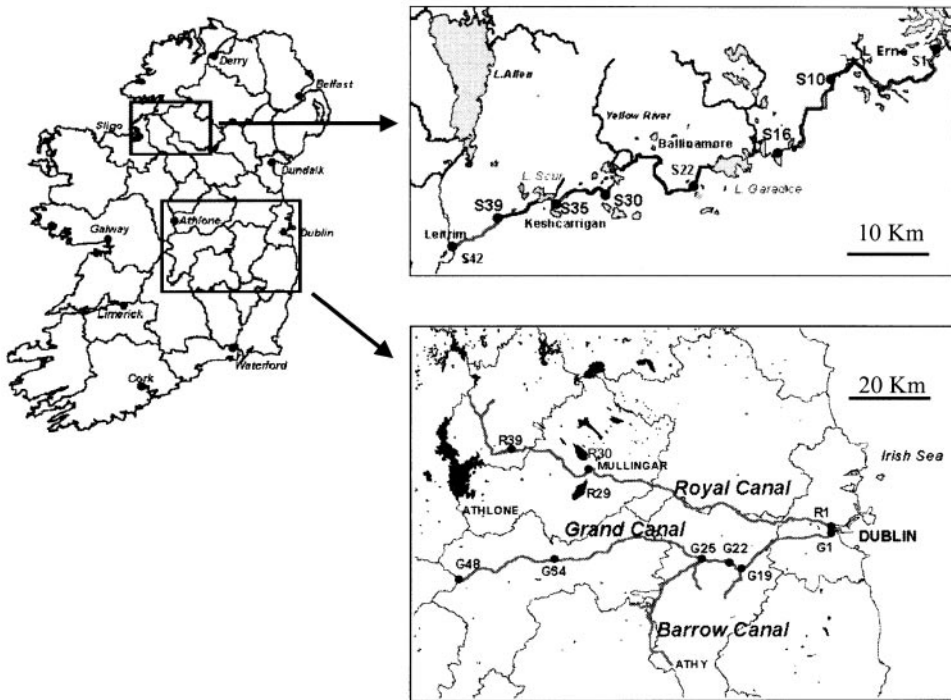 Derry
Belfast
Sligo
Dundalk
Athlone
Galway
Dublin
Limerick
Waterford
Cork
L. Erne
S1
S10
L.Allen
Yellow River
Ballinamore
S16
S22
L. Scur
L. Garadice
S39
S35
S30
Keshcarrigan
Leitrim
S42
10 Km
20 Km
R39
R30
MULLINGAR
Irish Sea
R29
Royal Canal
ATHLONE
R1
Grand Canal
DUBLIN
G1
G25
G22
G48
G34
G19
Barrow Canal
ATHY